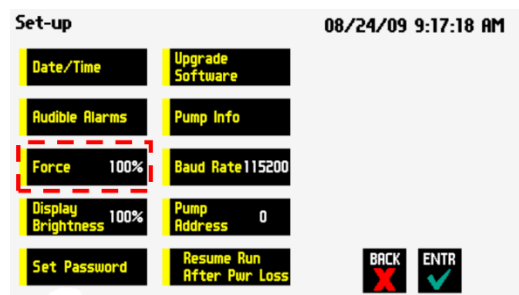 Set-up 08/24/09 9:17:18 AM
Date/Time
Upgrade
Software
Audible Alarms
Pump Info
Force 100%
Baud Rate 115200
Display
Brightness 100%
Pump
Address 0
Set Password
Resume Run
After Pwr Loss
BACK
ENTR